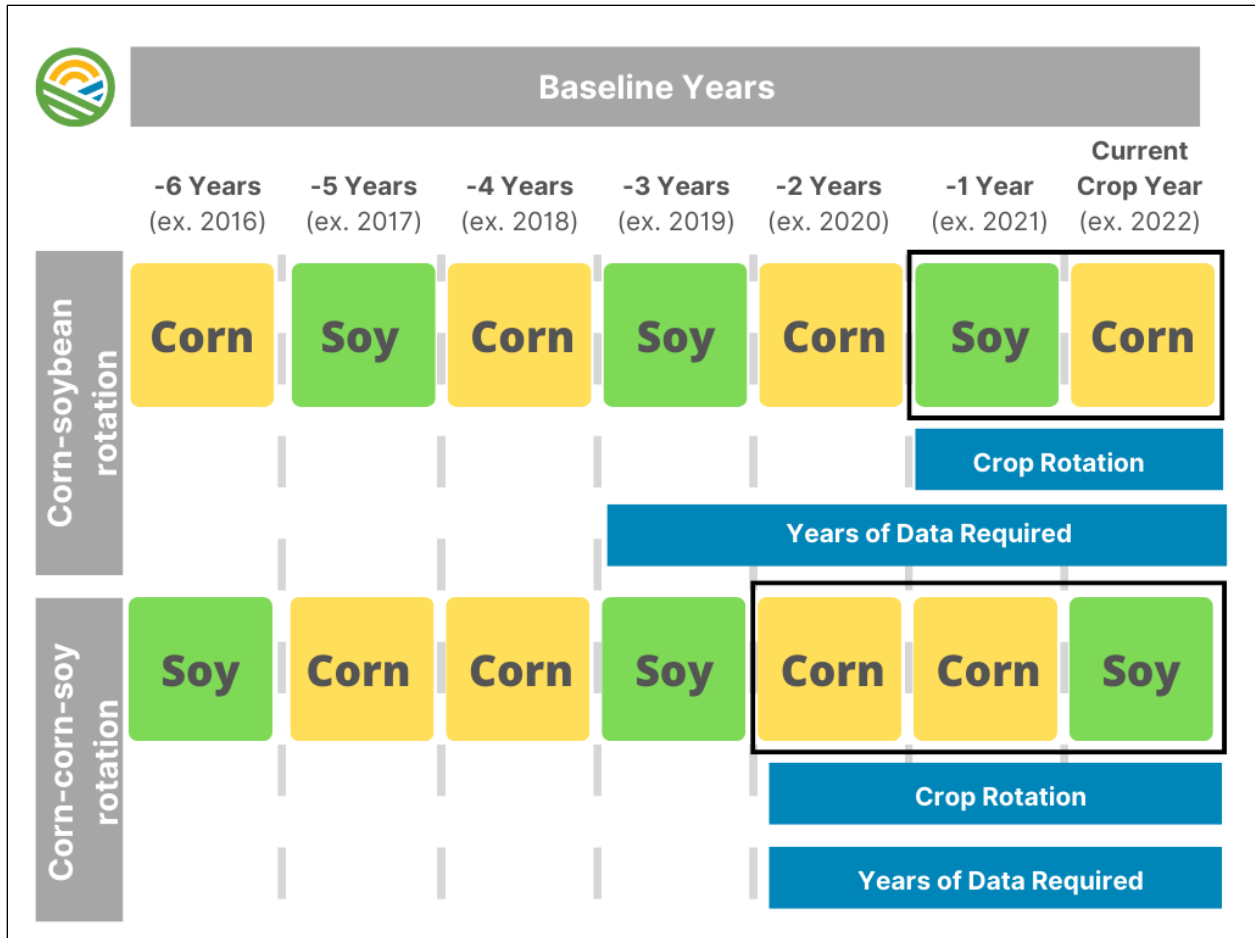 Baseline Years
-6 Years
(ex. 2016)
-5 Years
(ex. 2017)
-4 Years
(ex. 2018)
-3 Years
(ex. 2019)
-2 Years
(ex. 2020)
-1 Year
(ex. 2021)
Current
Crop Year
(ex. 2022)
Corn-soybean
rotation
Corn
Soy
Corn
Soy
Corn
Soy
Corn
Crop Rotation
Years of Data Required
Corn-corn-soy
rotation
Soy
Corn
Corn
Soy
Corn
Corn
Soy
Crop Rotation
Years of Data Required